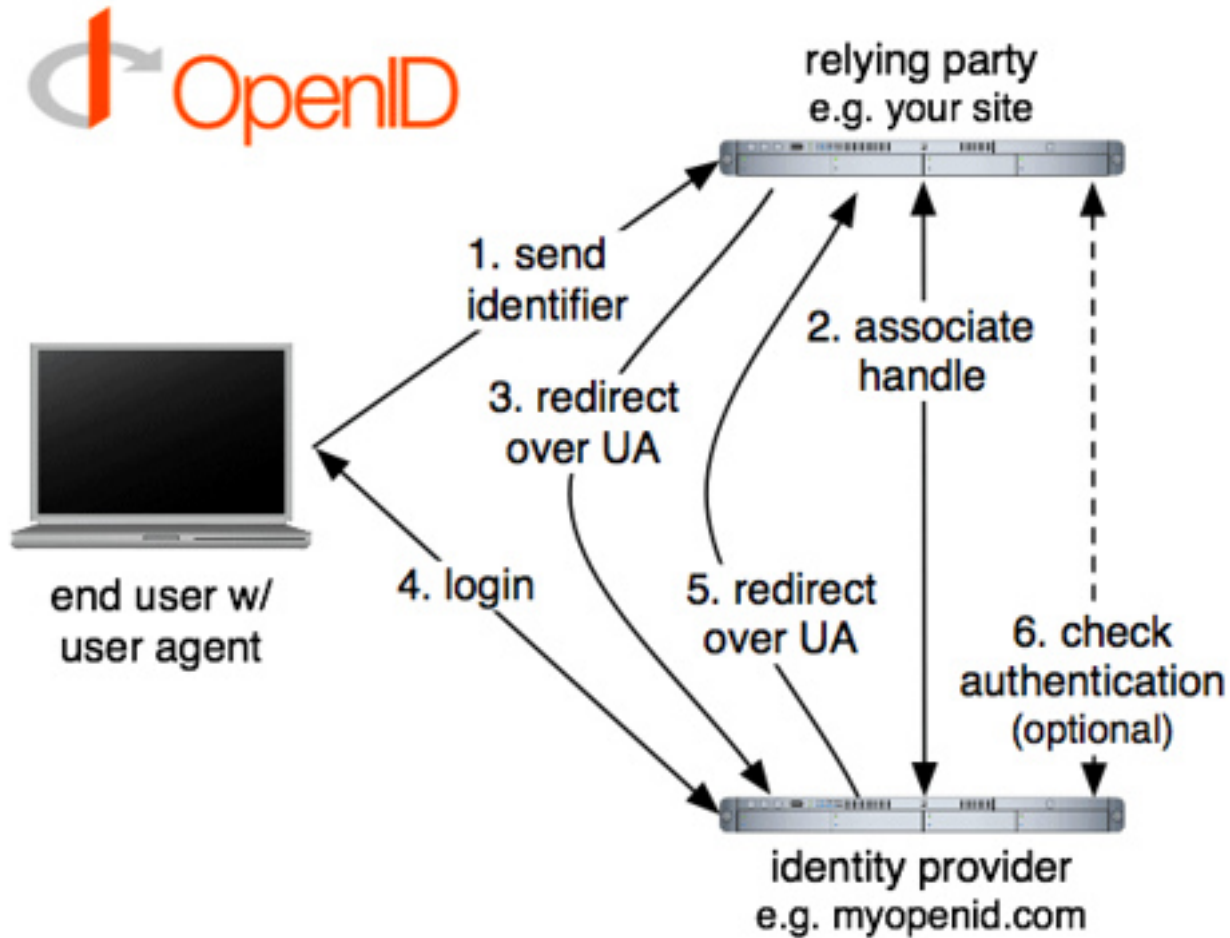 OpenID
relying party
e.g. your site
1. send
identifier
2. associate
handle
3. redirect
over UA
4. login
5. redirect
over UA
end user w/
user agent
6. check
authentication
(optional)
identity provider
e.g. myopenid.com